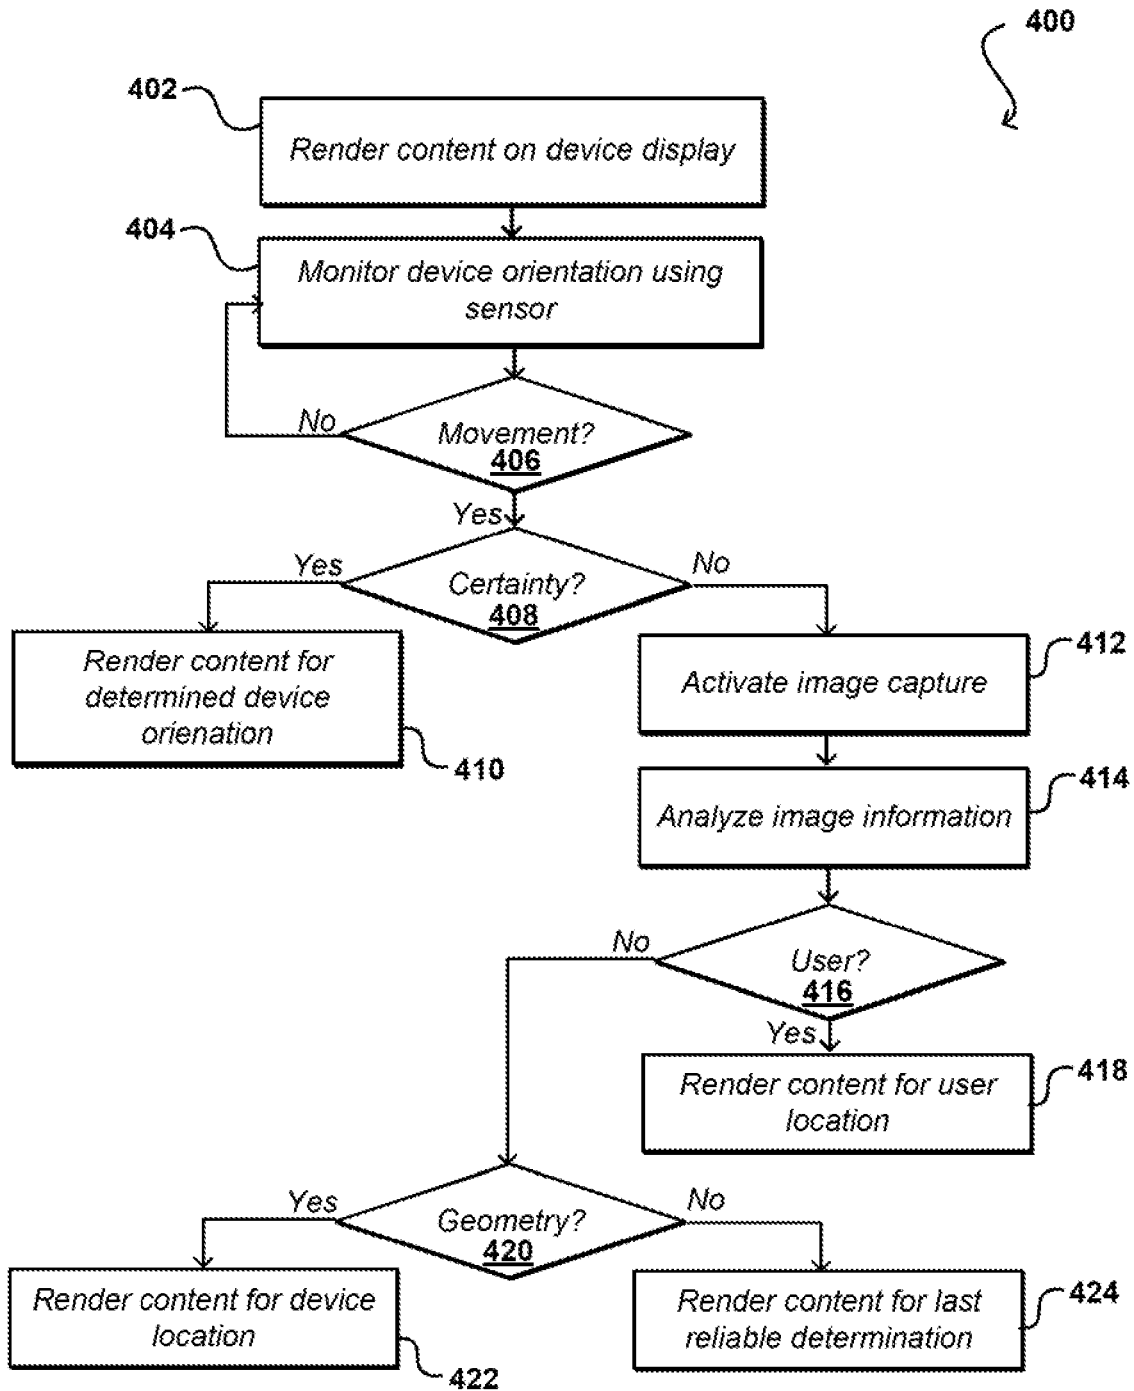 400
402
Render content on device display
404
Monitor device orientation using
sensor
No
Movement?
406
Yes
Yes
Certainty?
408
No
Render content for
determined device
orienation
410
412
Activate image capture
414
Analyze image information
No
User?
416
Yes
418
Render content for user
location
Yes
Geometry?
420
No
Render content for device
location
422
424
Render content for last
reliable determination